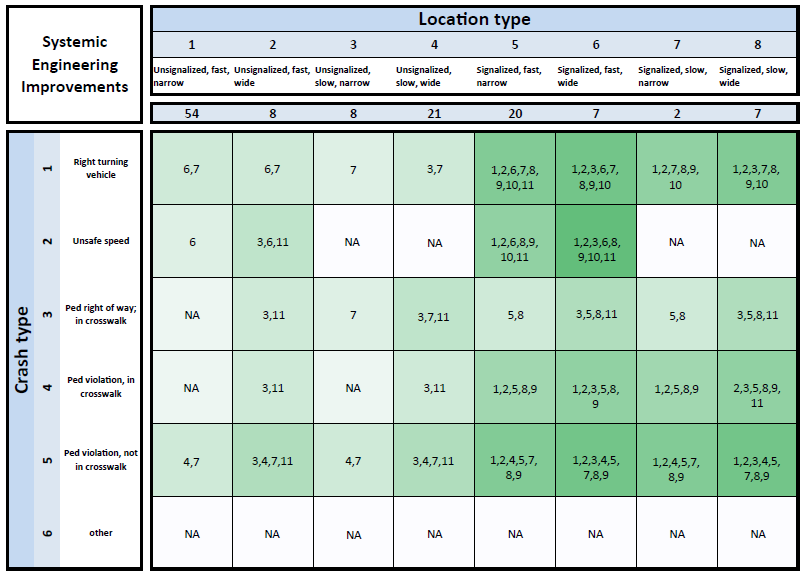 Location type
Systemic
Engineering
Improvements
1 2 3 4 5 6 7 8
Unsignalized, fast, narrow Unsignalized, fast, wide Unsignalized, slow, narrow Unsignalized, slow, wide Signalized, fast, narrow Signalized, fast, wide Signalized, slow, narrow Signalized, slow, wide
54 8 8 21 20 7 2 7
Crash type
1 Right turning vehicle 6,7 6,7 7 3,7 1,2,6,7,8,9,10,11 1,2,3,6,7,8,9,10 1,2,7,8,9,10 1,2,3,7,8,9,10
2 Unsafe speed 6 3,6,11 NA NA 1,2,6,8,9,10,11 1,2,3,6,8,9,10,11 NA NA
3 Ped right of way; in crosswalk NA 3,11 7 3,7,11 5,8 3,5,8,11 5,8 3,5,8,11
4 Ped violation, in crosswalk NA 3,11 NA 3,11 1,2,5,8,9 1,2,3,5,8,9 1,2,5,8,9 2,3,5,8,9,11
5 Ped violation, not in crosswalk 4,7 3,4,7,11 4,7 3,4,7,11 1,2,4,5,7,8,9 1,2,3,4,5,7,8,9 1,2,4,5,7,8,9 1,2,3,4,5,7,8,9
6 other NA NA NA NA NA NA NA NA